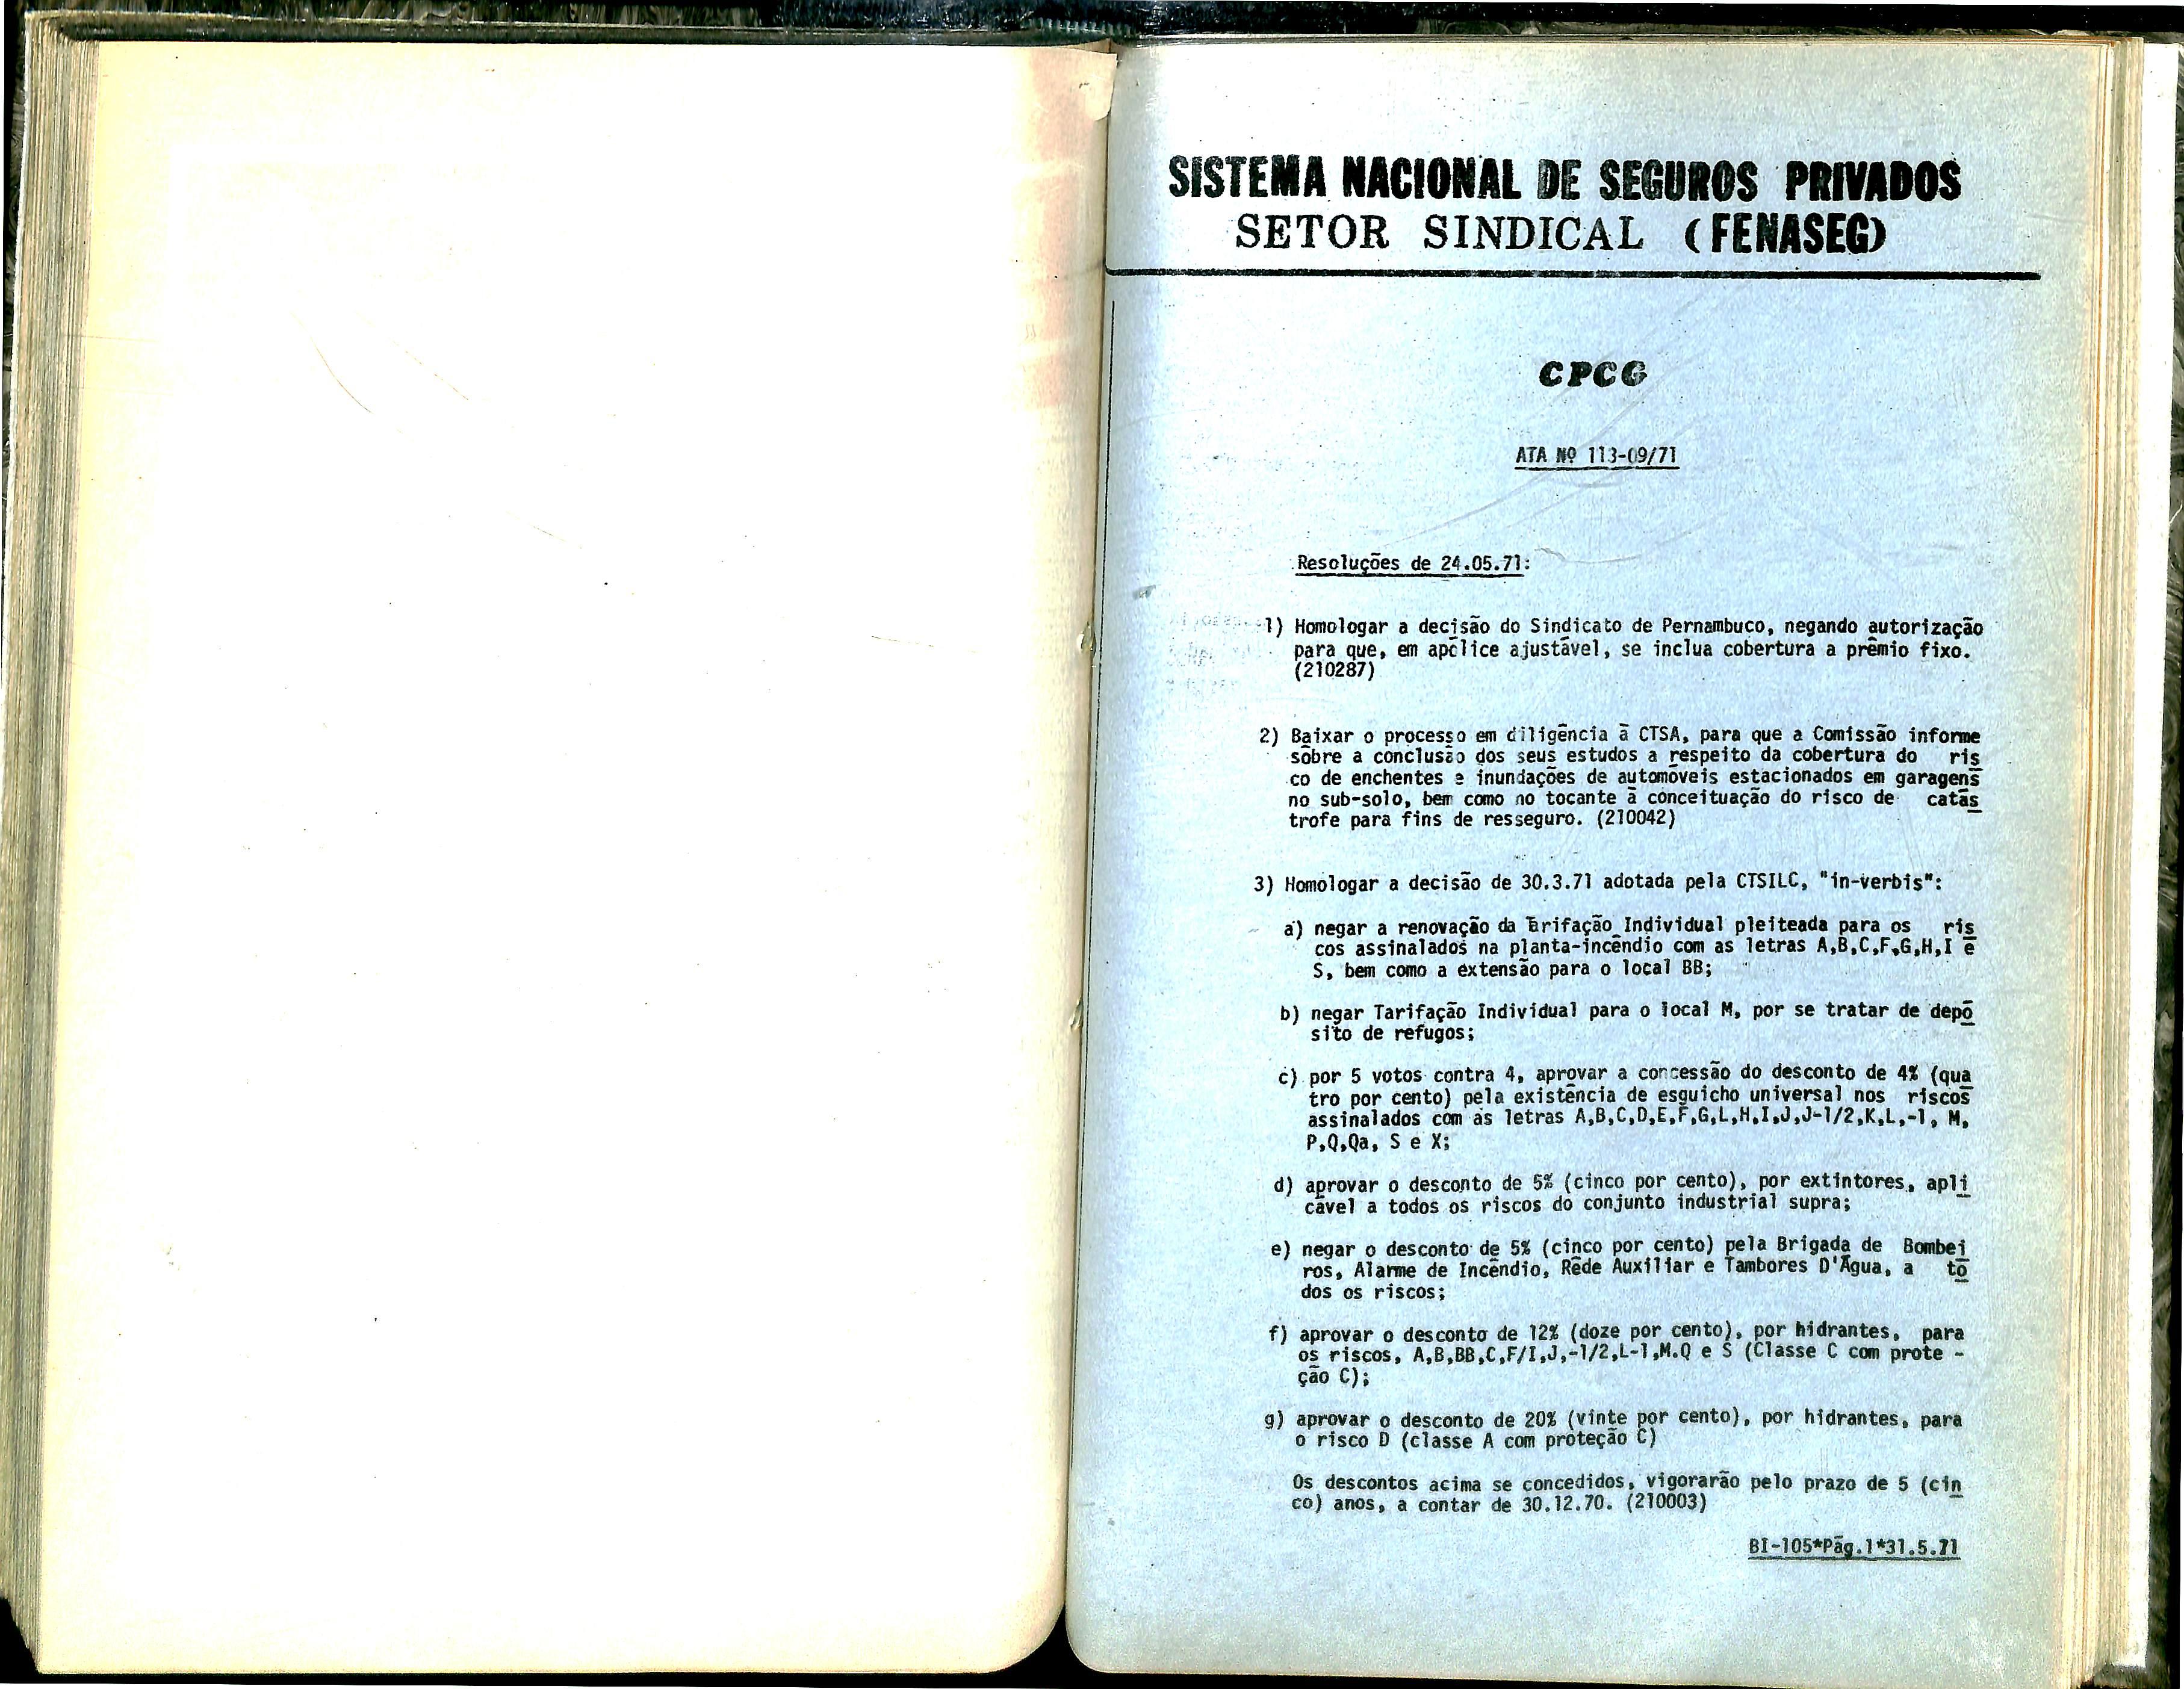 SISTEMA NACIONAL DE SEGUROS PRIVADOS
SETOR SINDICAL (FENASEG)
CPCG
ATA Nº 113-09/71
Resoluções de 24.05.71:
1) Homologar a decisão do Sindicato de Pernambuco, negando autorização
para que, em apólice ajustável, se inclua cobertura a prêmio fixo.
(210287)
2) Baixar o processo em diligência à CTSA, para que a Comissão informe
sôbre a conclusão dos seus estudos a respeito da cobertura do ris
co de enchentes e inundações de automóveis estacionados em garagens
no sub-solo, bem como no tocante à conceituação do risco de catás
trofe para fins de resseguro. (210042)
3) Homologar a decisão de 30.3.71 adotada pela CTSILC, "in-verbis":
a) negar a renovação da Tarifação Individual pleiteada para os ris
cos assinalados na planta-incêndio com as letras A,B,C,F,G,H,I e
S, bem como a extensão para o local BB;
b) negar Tarifação Individual para o local M, por se tratar de depó
sito de refugos;
c) por 5 votos contra 4, aprovar a concessão do desconto de 4% (qua
tro por cento) pela existência de esguicho universal nos riscos
assinalados com as letras A,B,C,D,E,F,G,L,H,I,J,J-1/2,K,L,-1, M,
P,Q,Qa, S e X;
d) aprovar o desconto de 5% (cinco por cento), por extintores, apli
cável a todos os riscos do conjunto industrial supra;
e) negar o desconto de 5% (cinco por cento) pela Brigada de Bombei
ros, Alarme de Incêndio, Rêde Auxiliar e Tambores D'Água, a to
dos os riscos;
f) aprovar o desconto de 12% (doze por cento), por hidrantes, para
os riscos, A,B,BB,C,F/I,J,-1/2,L-1,M.Q e S (Classe C com prote -
ção C);
g) aprovar o desconto de 20% (vinte por cento), por hidrantes, para
o risco D (classe A com proteção C)
Os descontos acima se concedidos, vigorarão pelo prazo de 5 (cin
co) anos, a contar de 30.12.70. (210003)
BI-105*Pág.1*31.5.71